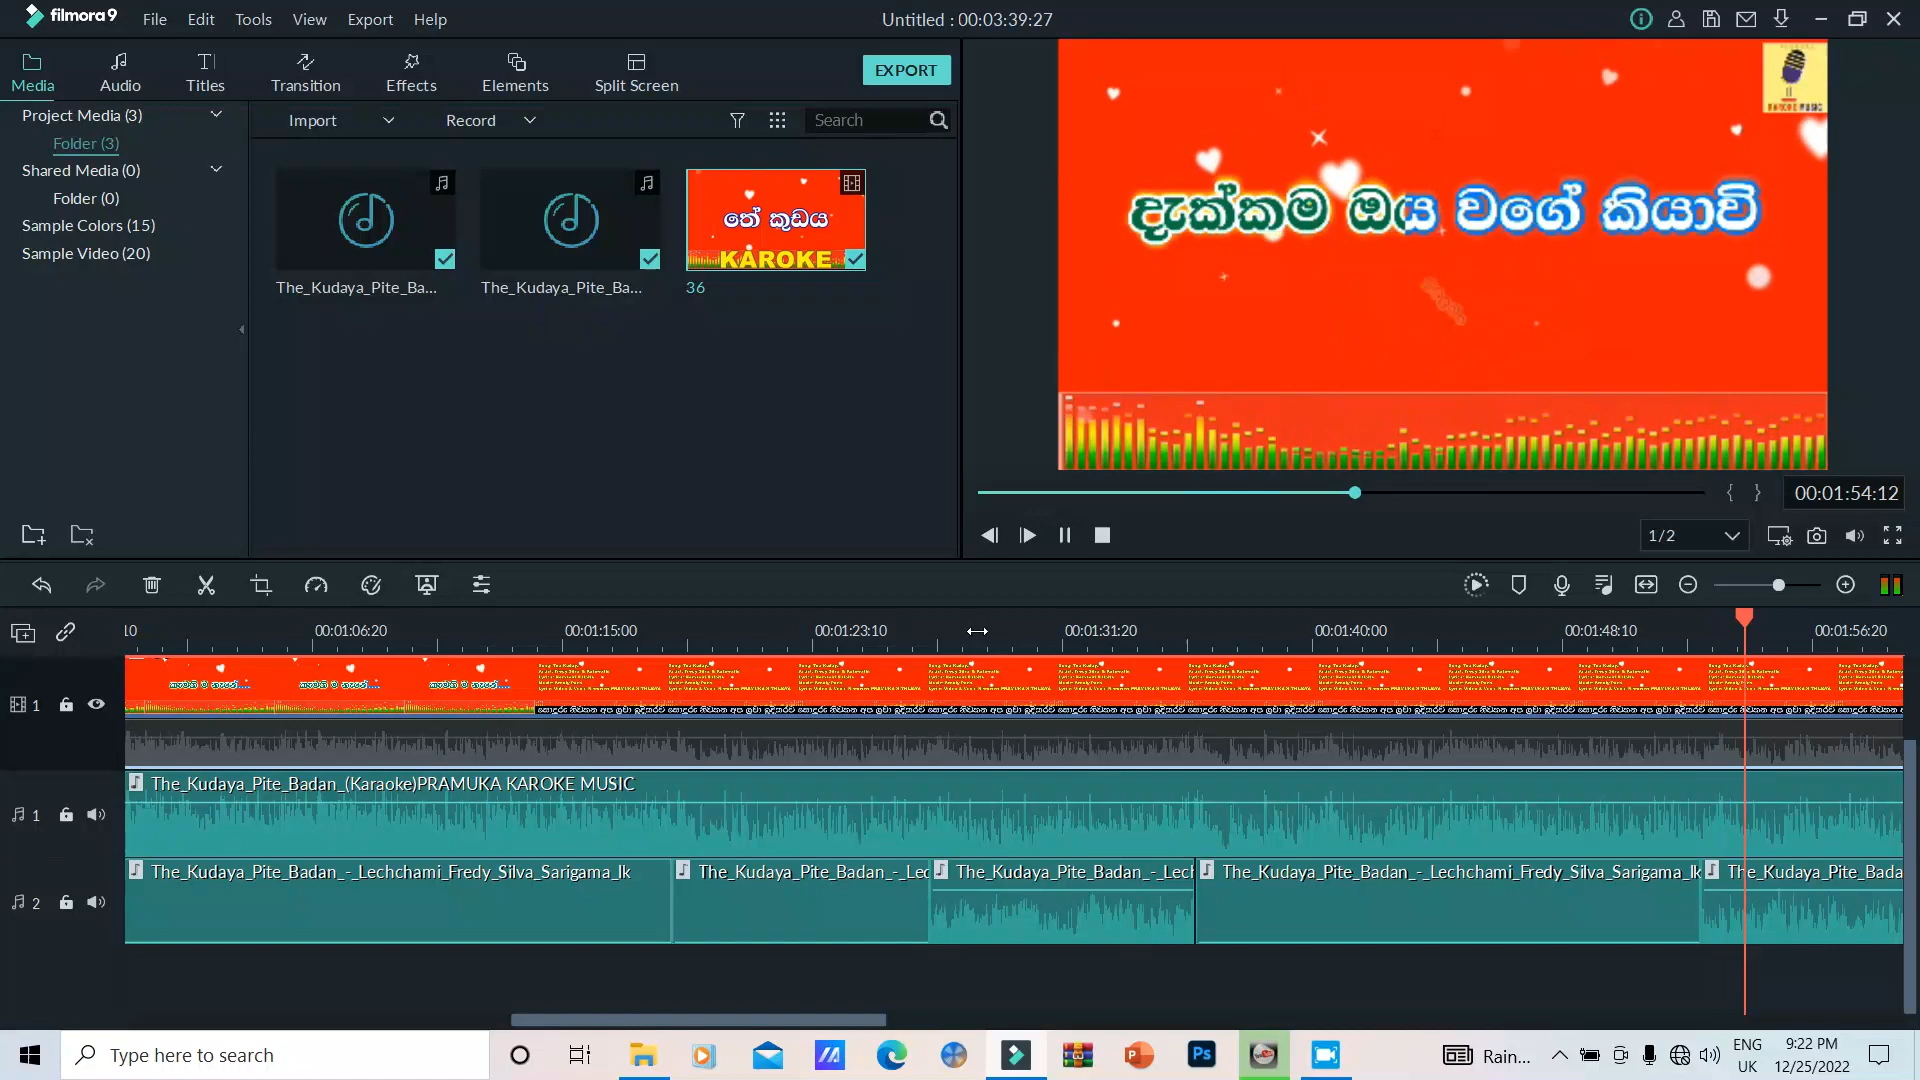 filmora9 File Edit Tools View Export Help Untitled : 00:03:39:27
Media Audio Titles Transition Effects Elements Split Screen EXPORT
Project Media (3)
Folder (3)
Shared Media (0)
Folder (0)
Sample Colors (15)
Sample Video (20)
Import Record Search
තේ කුඩය
KAROKE
The_Kudaya_Pite_Ba... The_Kudaya_Pite_Ba... 36
දැක්කම ඔය වගේ කියාවි
00:01:54:12
1/2
00:01:06:20 00:01:15:00 00:01:23:10 00:01:31:20 00:01:40:00 00:01:48:10 00:01:56:20
1
The_Kudaya_Pite_Badan_(Karaoke)PRAMUKA KAROKE MUSIC
1
The_Kudaya_Pite_Badan_-_Lechchami_Fredy_Silva_Sarigama_lk The_Kudaya_Pite_Badan_-_Lec The_Kudaya_Pite_Badan_-_Lech The_Kudaya_Pite_Badan_-_Lechchami_Fredy_Silva_Sarigama_lk The_Kudaya_Pite_Bada
2
Type here to search
Rain...
ENG
UK
9:22 PM
12/25/2022